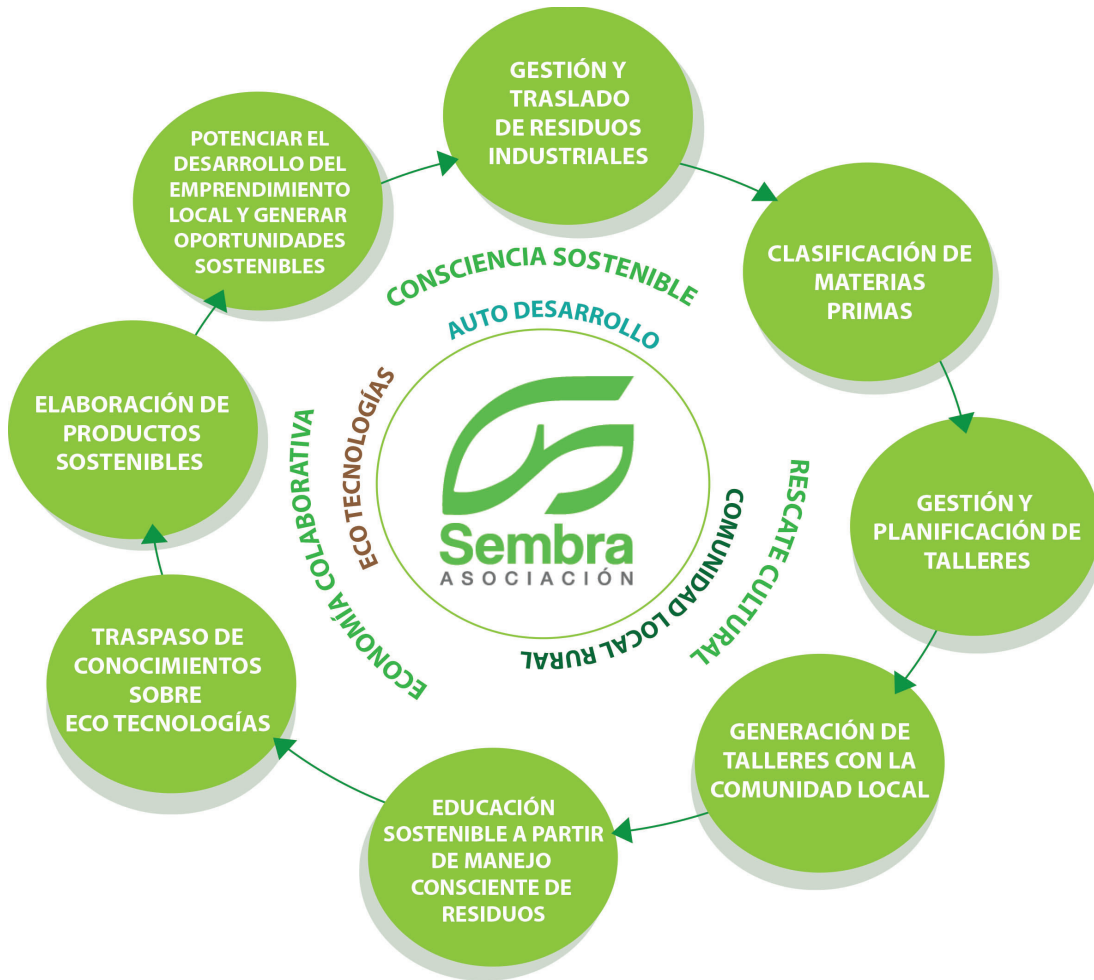 GESTIÓN Y
TRASLADO
DE RESIDUOS
INDUSTRIALES
CLASIFICACIÓN DE
MATERIAS
PRIMAS
GESTIÓN Y
PLANIFICACIÓN DE
TALLERES
GENERACIÓN DE
TALLERES CON LA
COMUNIDAD LOCAL
EDUCACIÓN
SOSTENIBLE A PARTIR
DE MANEJO
CONSCIENTE DE
RESIDUOS
TRASPASO DE
CONOCIMIENTOS
SOBRE
ECO TECNOLOGÍAS
ELABORACIÓN DE
PRODUCTOS
SOSTENIBLES
POTENCIAR EL
DESARROLLO DEL
EMPRENDIMIENTO
LOCAL Y GENERAR
OPORTUNIDADES
SOSTENIBLES
CONSCIENCIA SOSTENIBLE
AUTO DESARROLLO
RESCATE CULTURAL
COMUNIDAD LOCAL RURAL
ECONOMÍA COLABORATIVA
ECO TECNOLOGÍAS
Sembra
ASOCIACIÓN